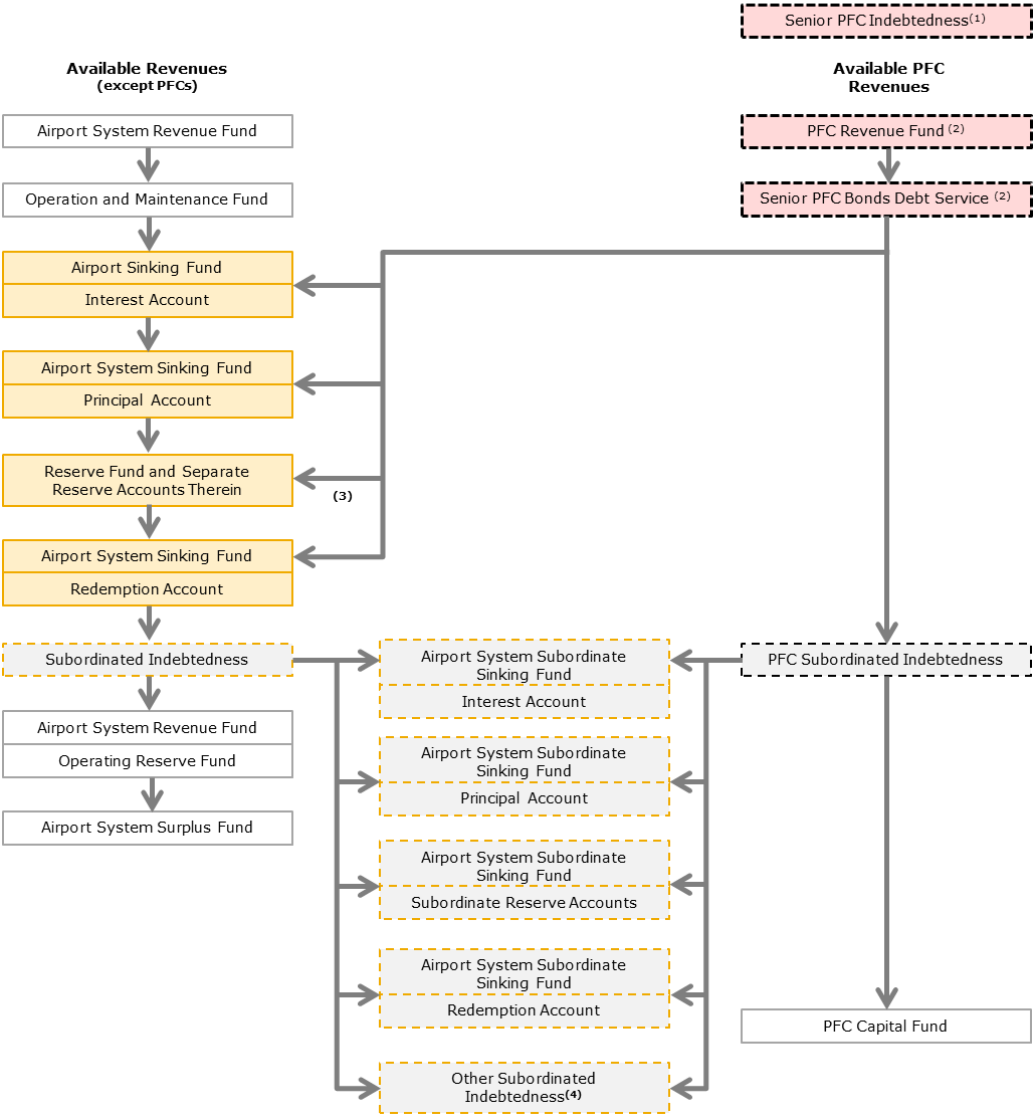 Senior PFC Indebtedness(1)
Available Revenues
(except PFCs)
Available PFC
Revenues
Airport System Revenue Fund
PFC Revenue Fund (2)
Operation and Maintenance Fund
Senior PFC Bonds Debt Service (2)
Airport Sinking Fund
Interest Account
Airport System Sinking Fund
Principal Account
Reserve Fund and Separate
Reserve Accounts Therein
(3)
Airport System Sinking Fund
Redemption Account
Subordinated Indebtedness
Airport System Subordinate
Sinking Fund
Interest Account
PFC Subordinated Indebtedness
Airport System Revenue Fund
Operating Reserve Fund
Airport System Subordinate
Sinking Fund
Principal Account
Airport System Surplus Fund
Airport System Subordinate
Sinking Fund
Subordinate Reserve Accounts
Airport System Subordinate
Sinking Fund
Redemption Account
PFC Capital Fund
Other Subordinated
Indebtedness(4)